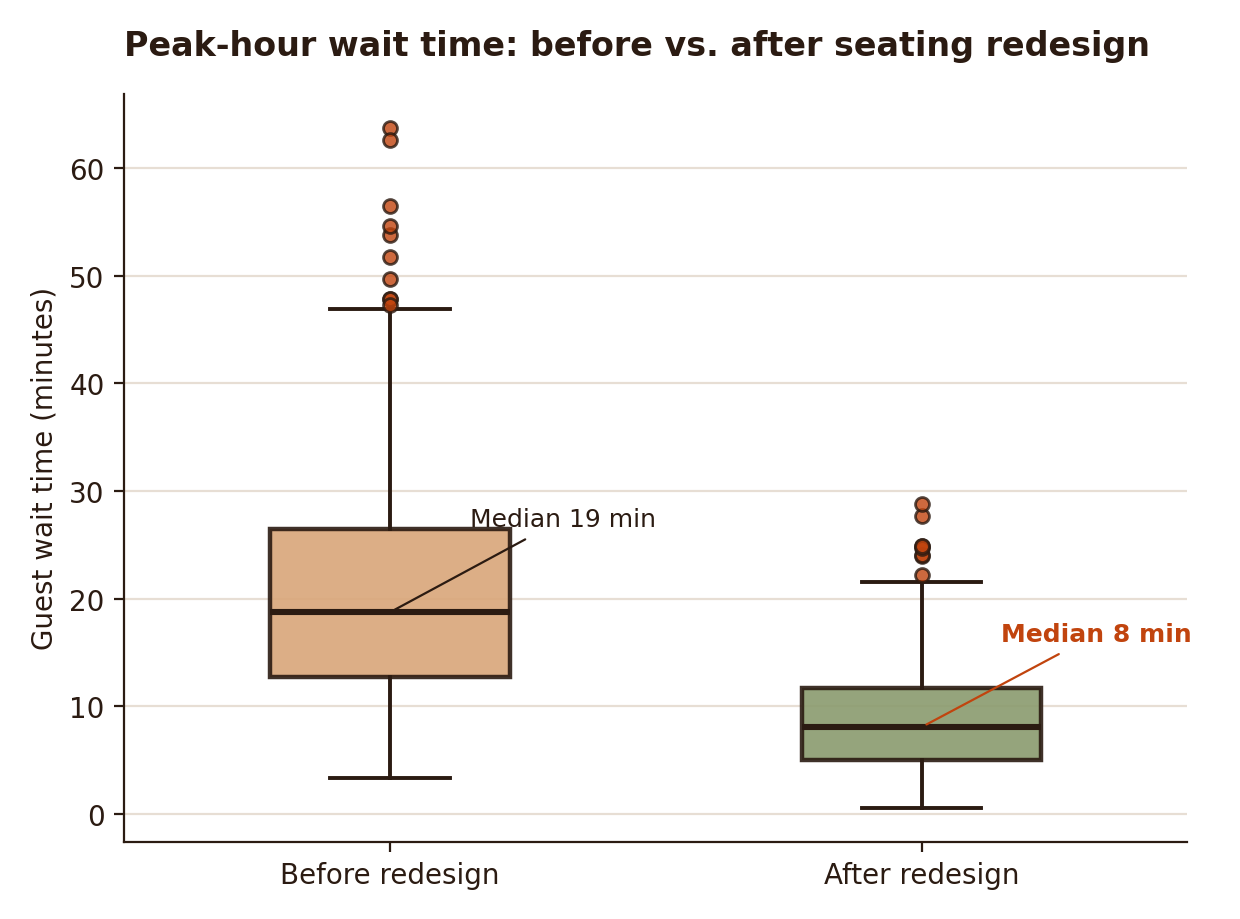 Peak-hour wait time: before vs. after seating redesign
Guest wait time (minutes)
60
50
40
30
20
10
0
Median 19 min
Median 8 min
Before redesign
After redesign